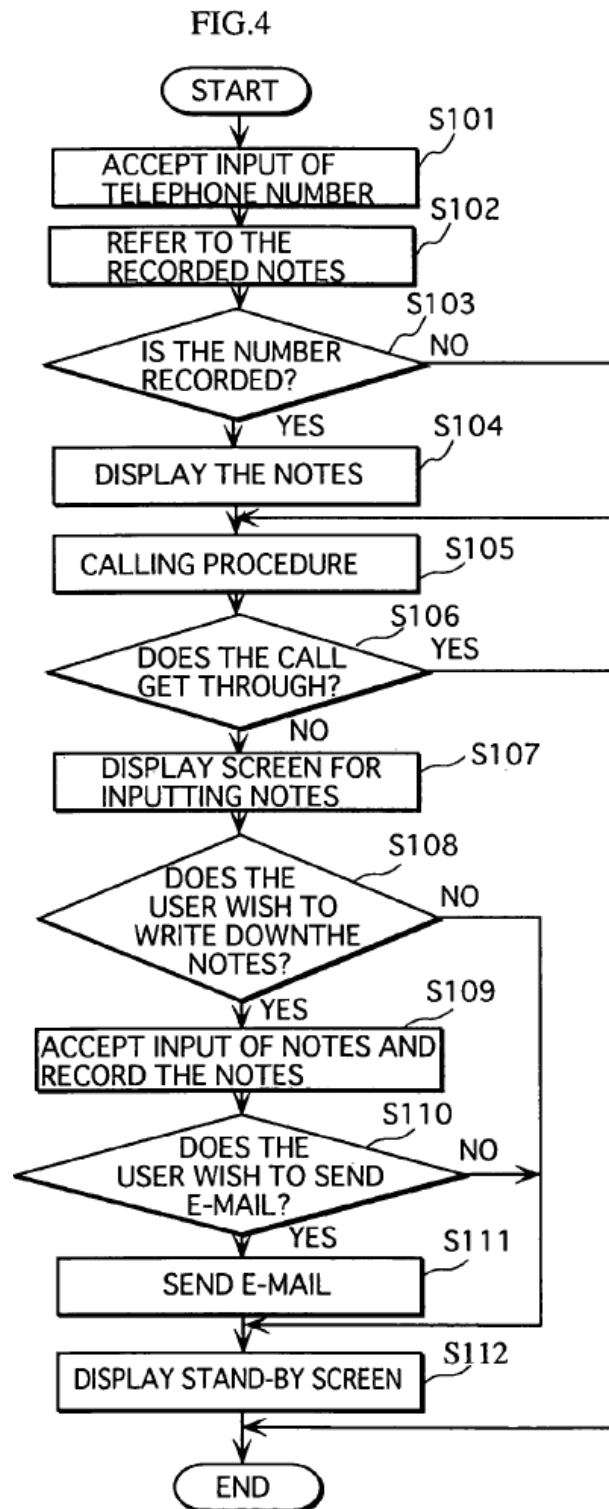 FIG.4
START
S101
ACCEPT INPUT OF
TELEPHONE NUMBER
S102
REFER TO THE
RECORDED NOTES
S103
IS THE NUMBER
RECORDED?
NO
YES
S104
DISPLAY THE NOTES
S105
CALLING PROCEDURE
S106
DOES THE CALL
GET THROUGH?
YES
NO
S107
DISPLAY SCREEN FOR
INPUTTING NOTES
S108
DOES THE
USER WISH TO
WRITE DOWNTHE
NOTES?
NO
YES
S109
ACCEPT INPUT OF NOTES AND
RECORD THE NOTES
S110
DOES THE
USER WISH TO SEND
E-MAIL?
NO
YES
S111
SEND E-MAIL
S112
DISPLAY STAND-BY SCREEN
END